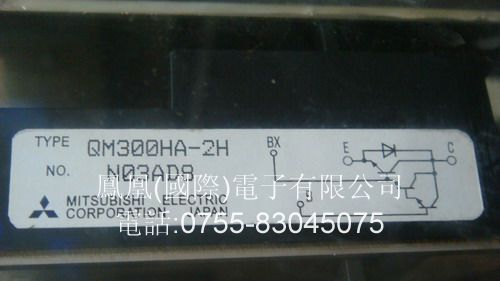 TYPE QM300HA-2H
NO. N03AD8
鳳凰(國際)電子有限公司
MITSUBISHI ELECTRIC
CORPORATION JAPAN
電話:0755-83045075
BX
E
C